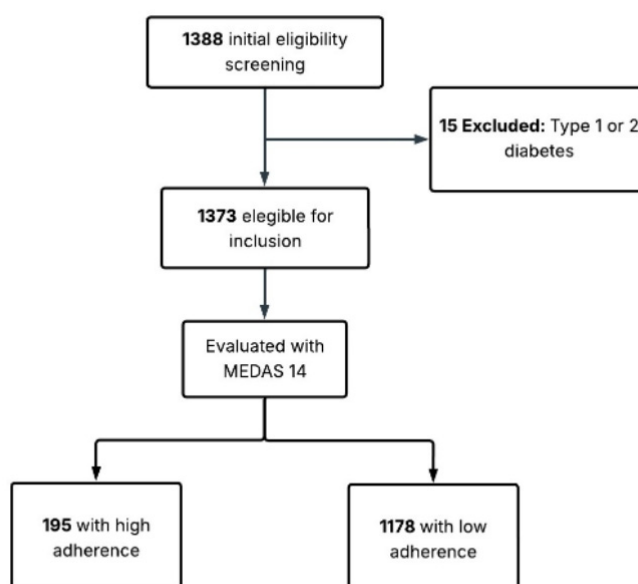 1388 initial eligibility
screening
15 Excluded: Type 1 or 2
diabetes
1373 elegible for
inclusion
Evaluated with
MEDAS 14
195 with high
adherence
1178 with low
adherence